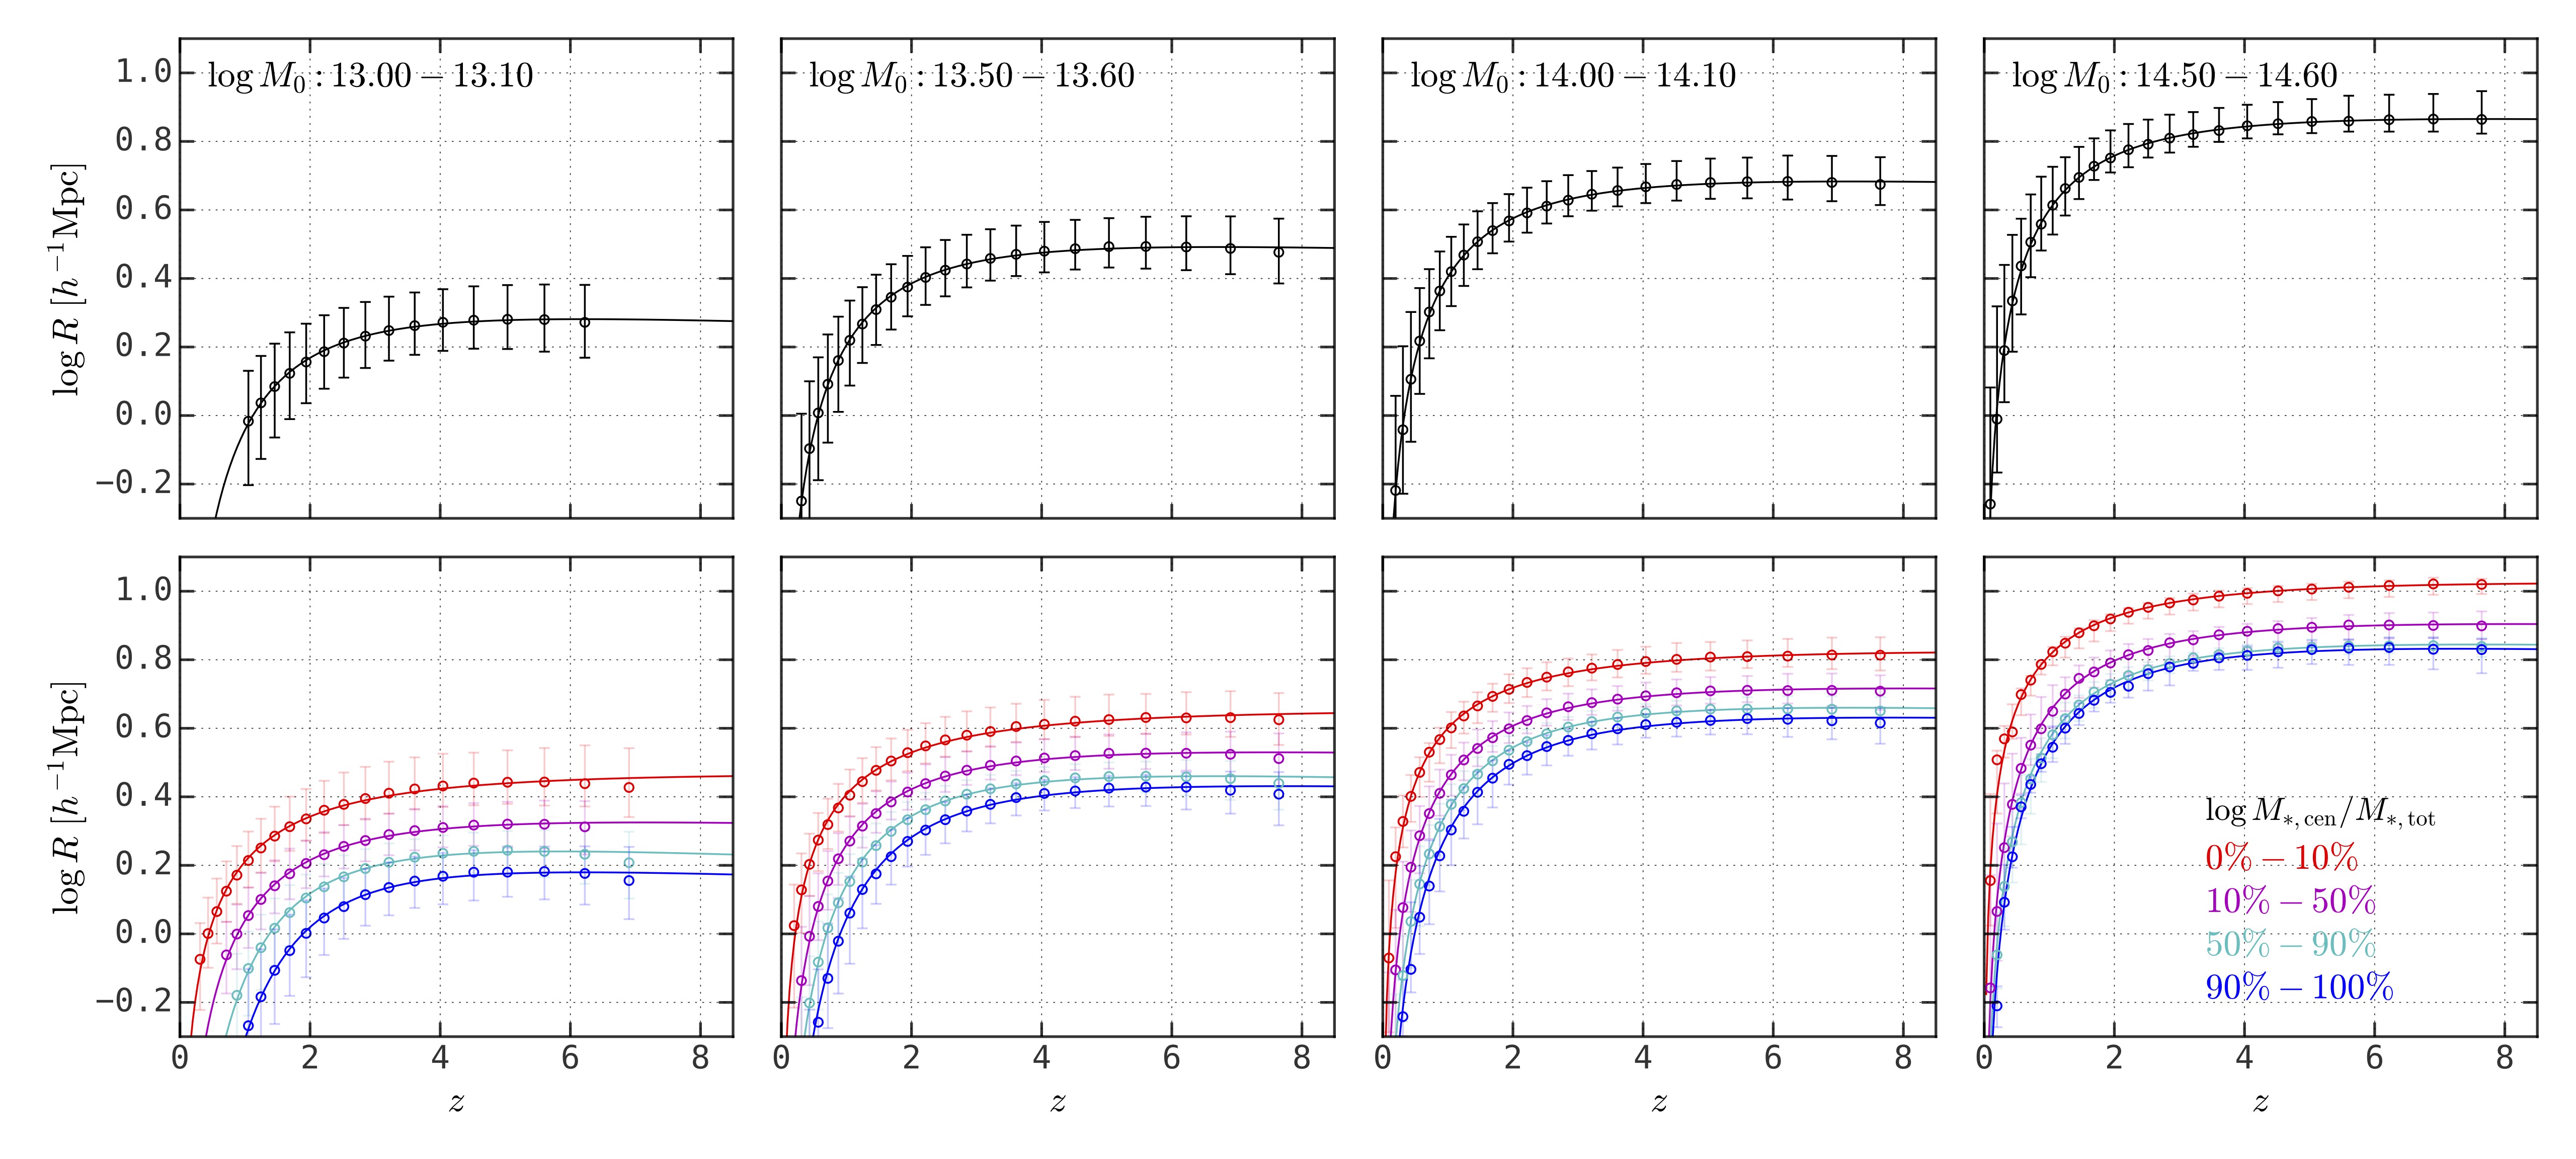 log M₀ : 13.00 − 13.10
log M₀ : 13.50 − 13.60
log M₀ : 14.00 − 14.10
log M₀ : 14.50 − 14.60
1.0
0.8
0.6
0.4
0.2
0.0
−0.2
log R [h⁻¹Mpc]
1.0
0.8
0.6
0.4
0.2
0.0
−0.2
log R [h⁻¹Mpc]
log M*,cen/M*,tot
0% − 10%
10% − 50%
50% − 90%
90% − 100%
0 2 4 6 8
0 2 4 6 8
0 2 4 6 8
0 2 4 6 8
z
z
z
z